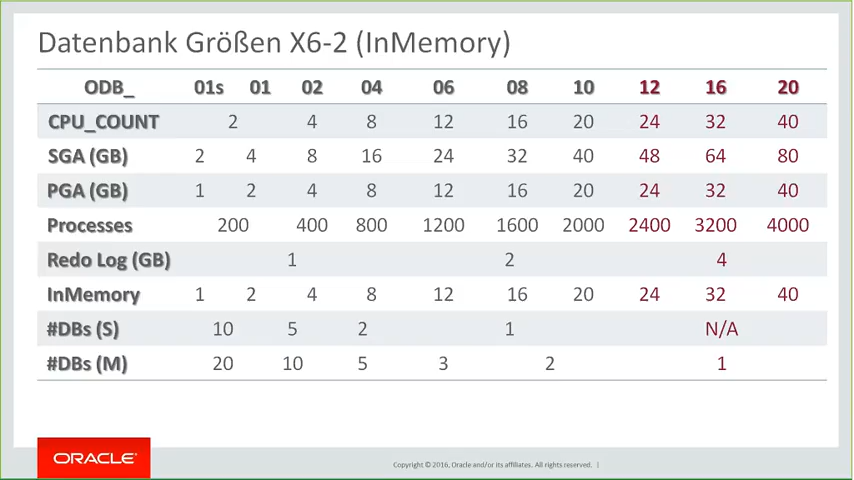 Datenbank Größen X6-2 (InMemory)
ODB_ 01s 01 02 04 06 08 10 12 16 20
CPU_COUNT 2 4 8 12 16 20 24 32 40
SGA (GB) 2 4 8 16 24 32 40 48 64 80
PGA (GB) 1 2 4 8 12 16 20 24 32 40
Processes 200 400 800 1200 1600 2000 2400 3200 4000
Redo Log (GB) 1 2 4
InMemory 1 2 4 8 12 16 20 24 32 40
#DBs (S) 10 5 2 1 N/A
#DBs (M) 20 10 5 3 2 1
ORACLE
Copyright © 2016, Oracle and/or its affiliates. All rights reserved. |